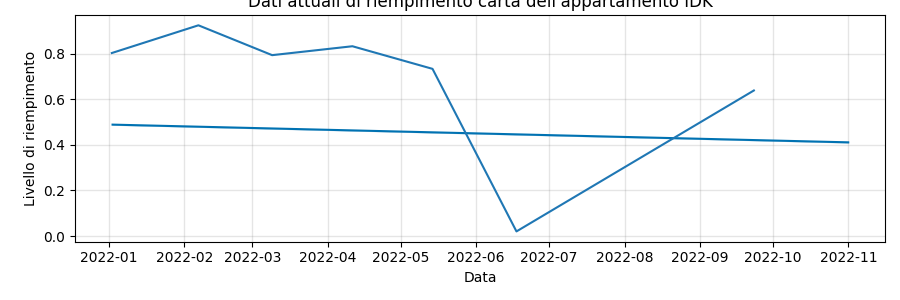 Dati attuali di riempimento carta dell'appartamento IDK
Livello di riempimento
0.8
0.6
0.4
0.2
0.0
2022-01 2022-02 2022-03 2022-04 2022-05 2022-06 2022-07 2022-08 2022-09 2022-10 2022-11
Data